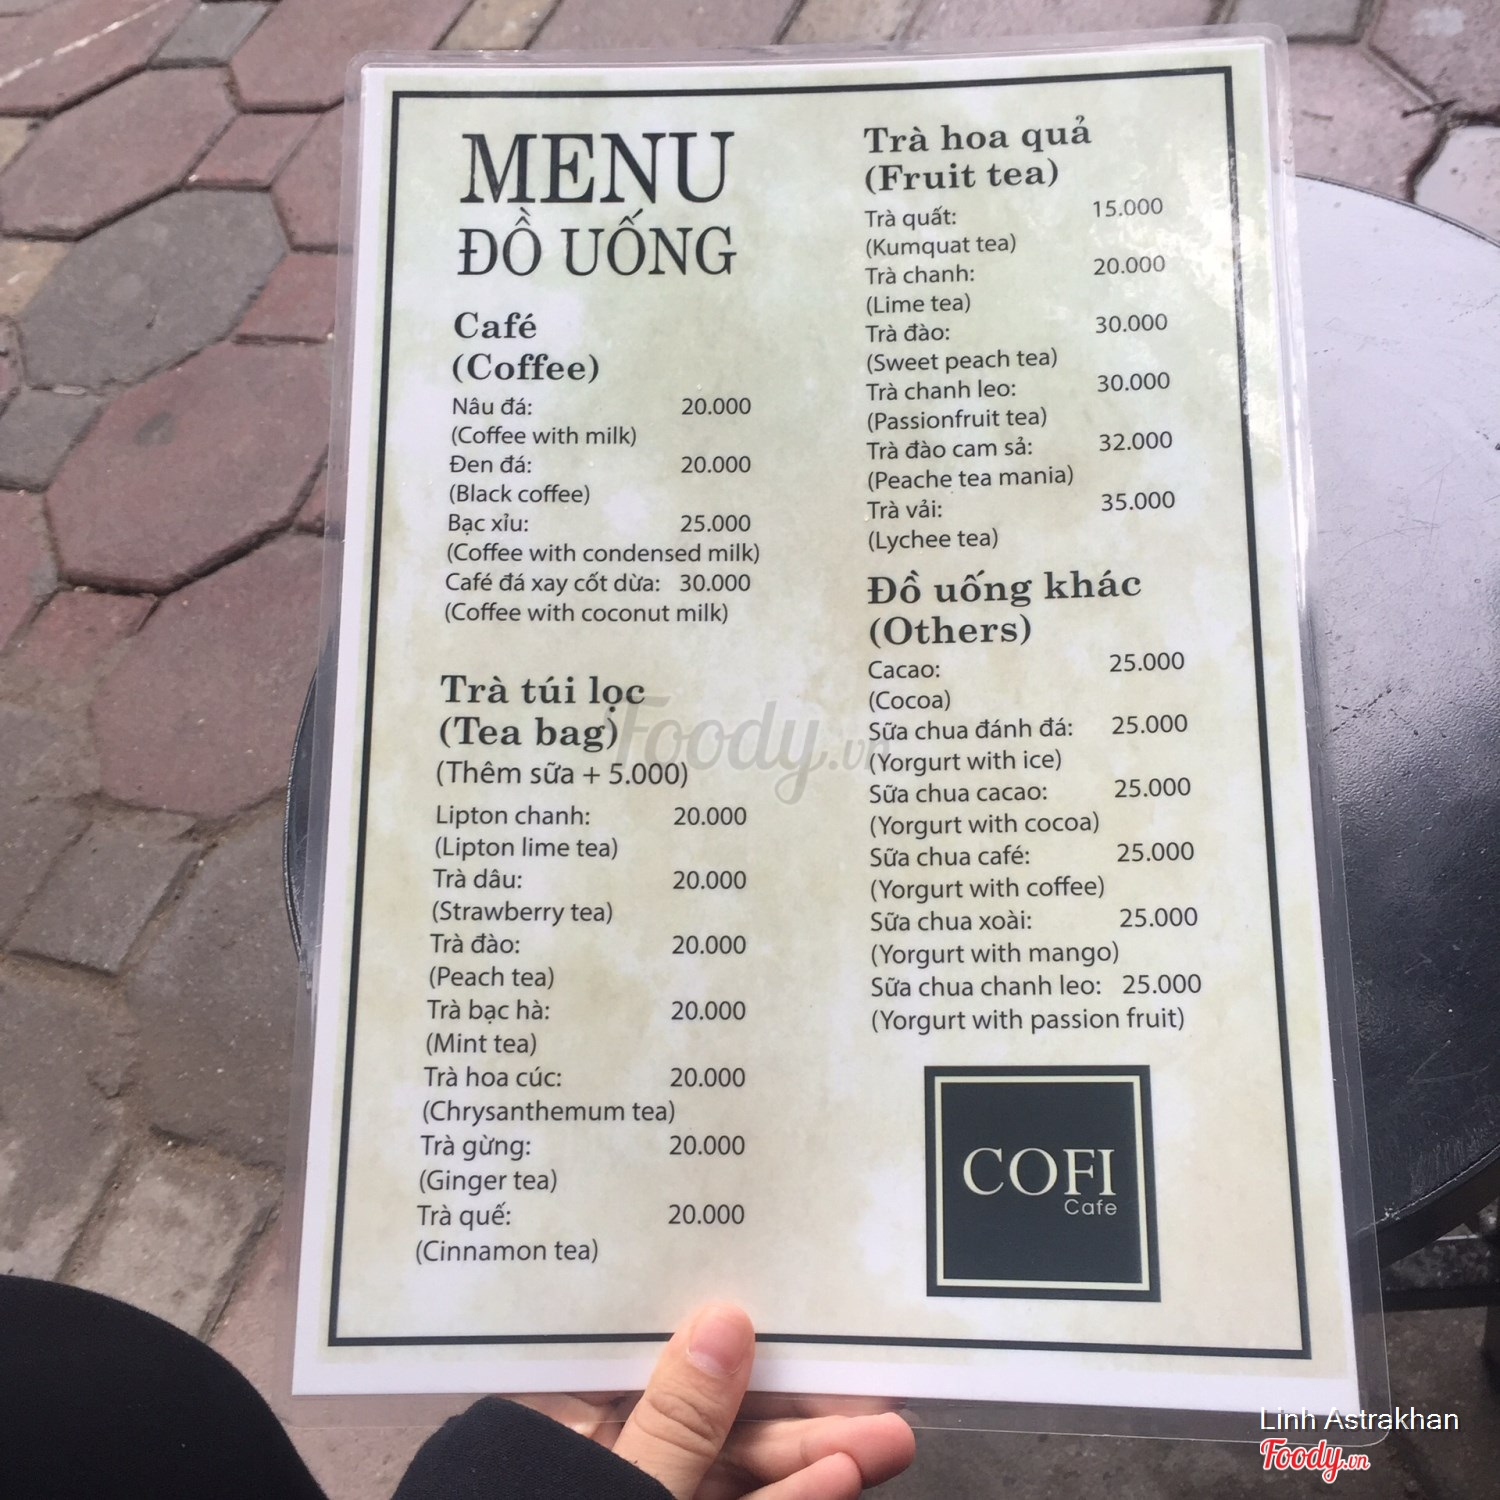 MENU
ĐỒ UỐNG
Café
(Coffee)
Nâu đá: 20.000
(Coffee with milk)
Đen đá: 20.000
(Black coffee)
Bạc xỉu: 25.000
(Coffee with condensed milk)
Café đá xay cốt dừa: 30.000
(Coffee with coconut milk)
Trà túi lọc
(Tea bag)
(Thêm sữa + 5.000)
Lipton chanh: 20.000
(Lipton lime tea)
Trà dâu: 20.000
(Strawberry tea)
Trà đào: 20.000
(Peach tea)
Trà bạc hà: 20.000
(Mint tea)
Trà hoa cúc: 20.000
(Chrysanthemum tea)
Trà gừng: 20.000
(Ginger tea)
Trà quế: 20.000
(Cinnamon tea)
Trà hoa quả
(Fruit tea)
Trà quất: 15.000
(Kumquat tea)
Trà chanh: 20.000
(Lime tea)
Trà đào: 30.000
(Sweet peach tea)
Trà chanh leo: 30.000
(Passionfruit tea)
Trà đào cam sả: 32.000
(Peache tea mania)
Trà vải: 35.000
(Lychee tea)
Đồ uống khác
(Others)
Cacao: 25.000
(Cocoa)
Sữa chua đánh đá: 25.000
(Yorgurt with ice)
Sữa chua cacao: 25.000
(Yorgurt with cocoa)
Sữa chua café: 25.000
(Yorgurt with coffee)
Sữa chua xoài: 25.000
(Yorgurt with mango)
Sữa chua chanh leo: 25.000
(Yorgurt with passion fruit)
COFI
Cafe
Foody.vn
Linh Astrakhan
Foody.vn